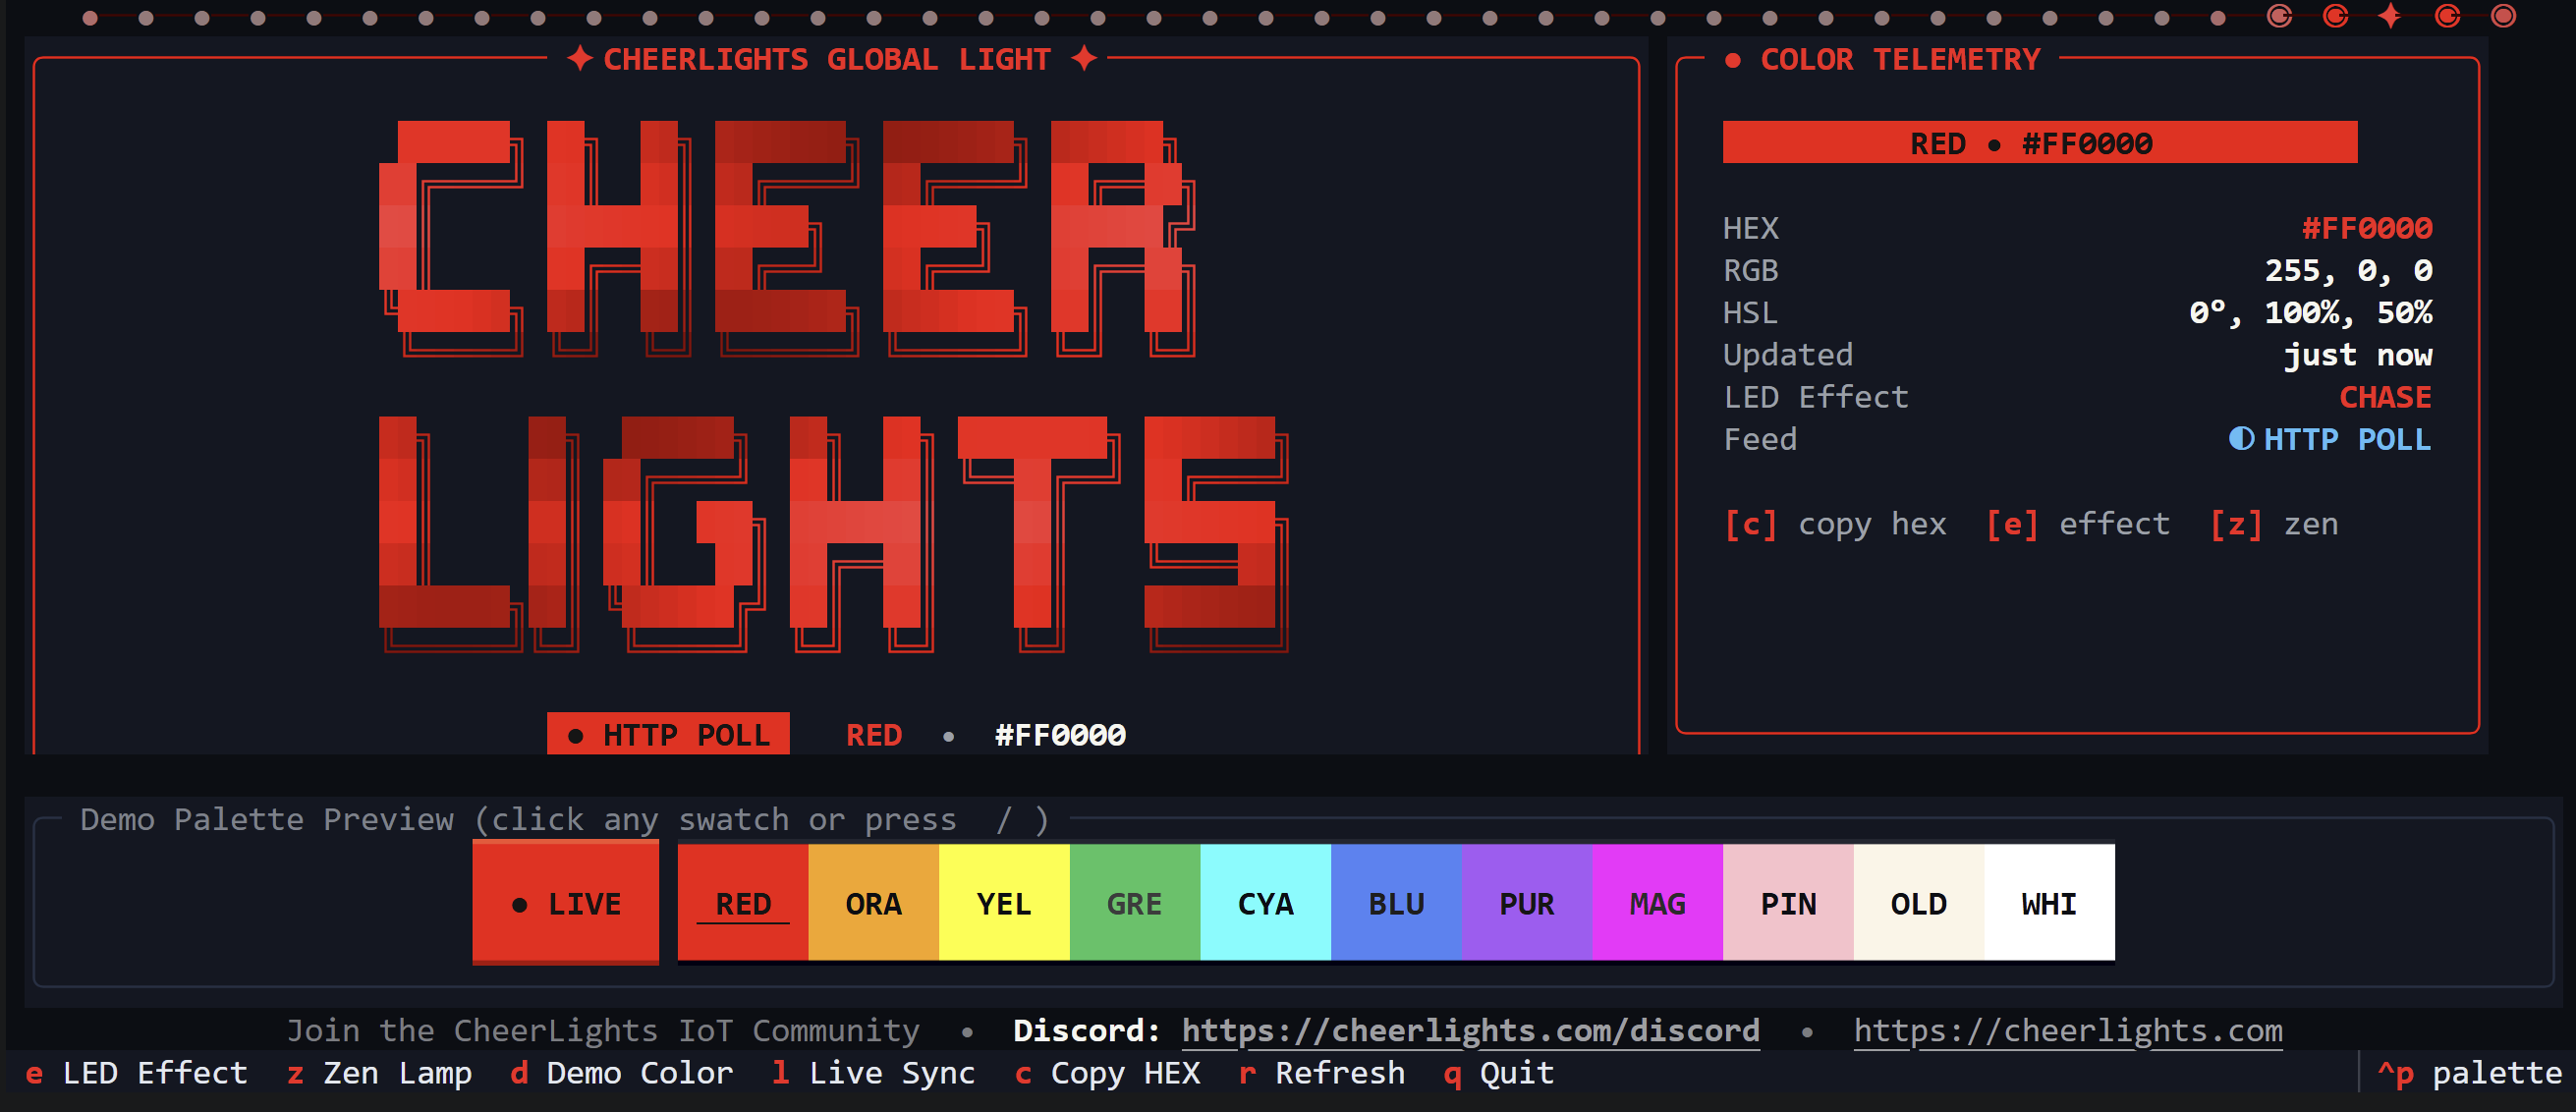 ✦ CHEERLIGHTS GLOBAL LIGHT ✦
CHEER
LIGHTS
● HTTP POLL RED • #FF0000
● COLOR TELEMETRY
RED • #FF0000
HEX #FF0000
RGB 255, 0, 0
HSL 0°, 100%, 50%
Updated just now
LED Effect CHASE
Feed ◐ HTTP POLL
[c] copy hex [e] effect [z] zen
Demo Palette Preview (click any swatch or press / )
● LIVE RED ORA YEL GRE CYA BLU PUR MAG PIN OLD WHI
Join the CheerLights IoT Community • Discord: https://cheerlights.com/discord • https://cheerlights.com
e LED Effect z Zen Lamp d Demo Color l Live Sync c Copy HEX r Refresh q Quit ^p palette